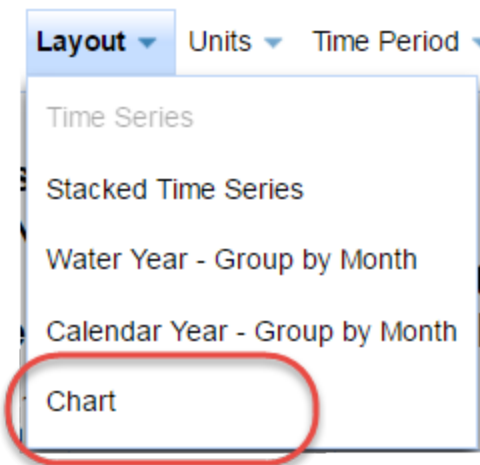 Layout Units Time Period
Time Series
Stacked Time Series
Water Year - Group by Month
Calendar Year - Group by Month
Chart